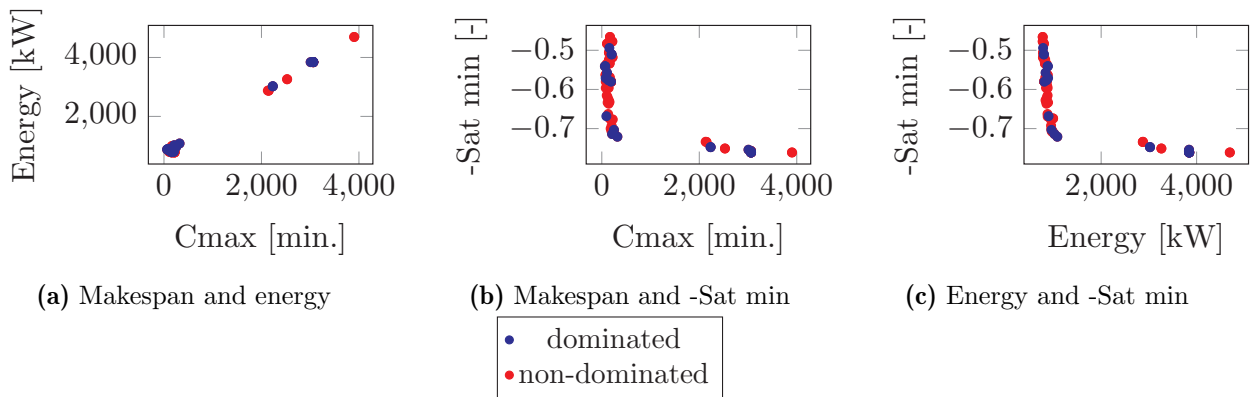 Energy [kW]
4,000
2,000
0
2,000
4,000
Cmax [min.]
(a) Makespan and energy
-Sat min [-]
−0.5
−0.6
−0.7
0
2,000
4,000
Cmax [min.]
(b) Makespan and -Sat min
-Sat min [-]
−0.5
−0.6
−0.7
2,000
4,000
Energy [kW]
(c) Energy and -Sat min
dominated
non-dominated